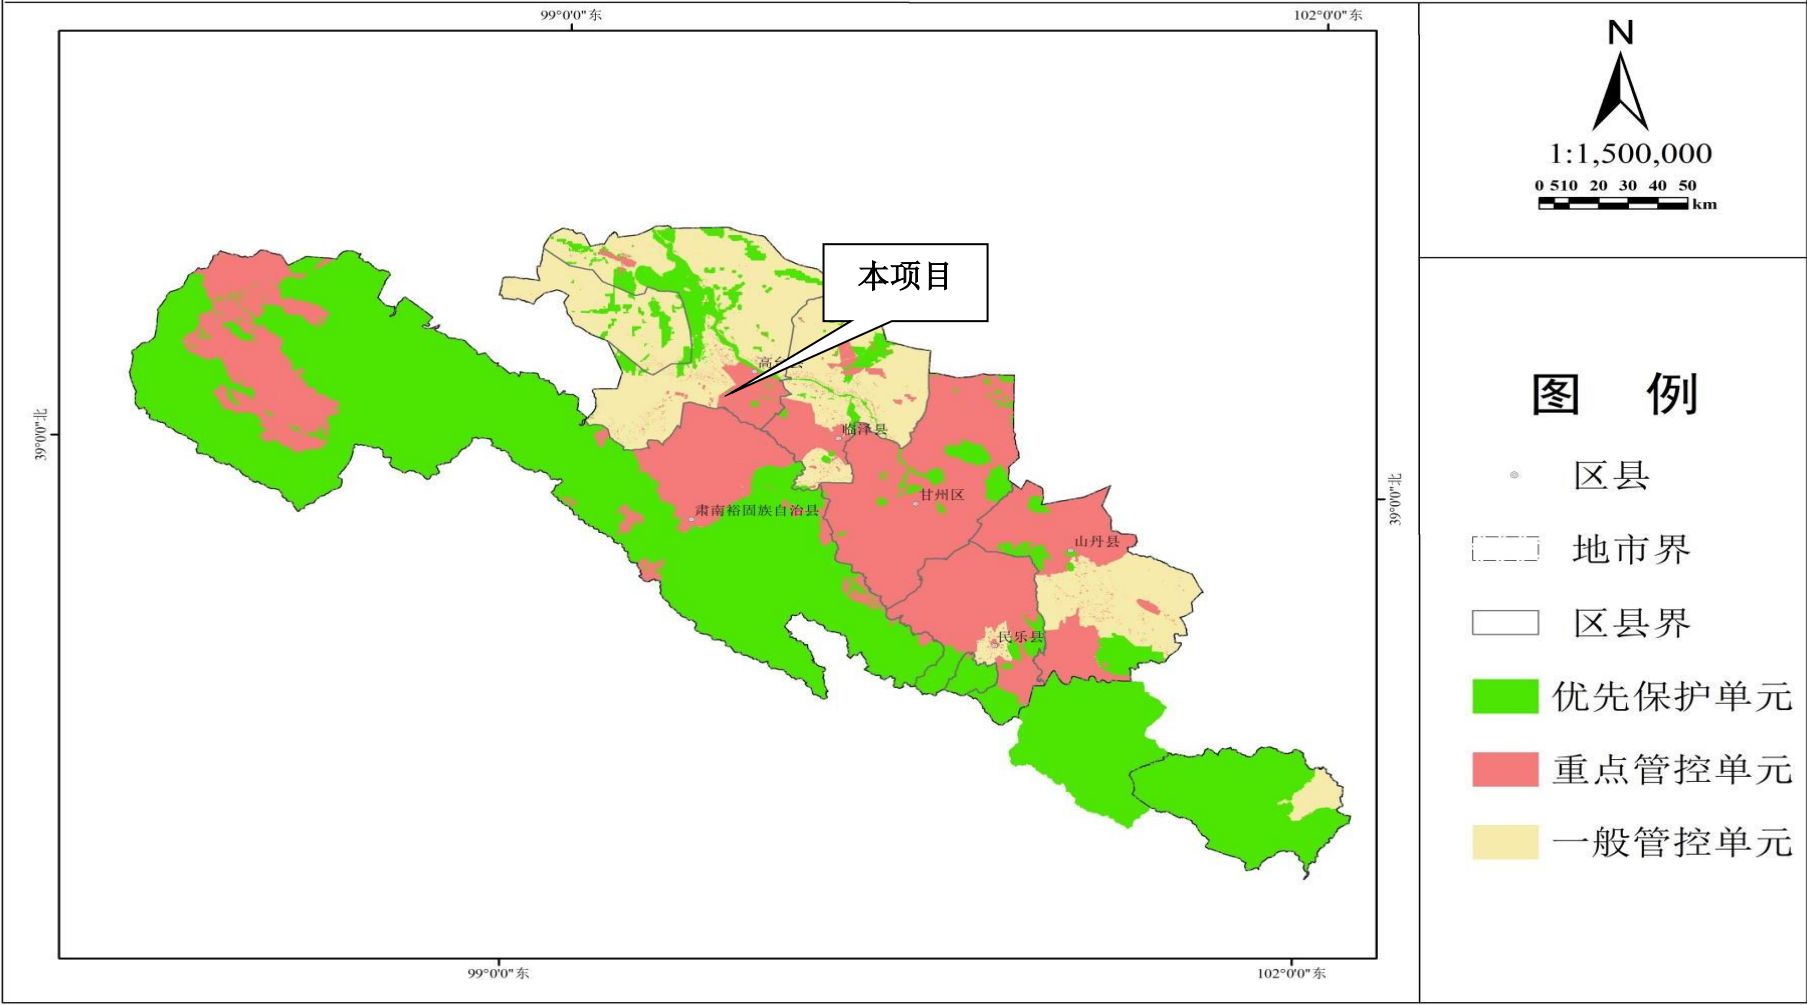 99°0'0"东
102°0'0"东
N
1:1,500,000
0 510 20 30 40 50
km
本项目
高台县
临泽县
甘州区
肃南裕固族自治县
山丹县
民乐县
39°0'0"北
39°0'0"北
图 例
区县
地市界
区县界
优先保护单元
重点管控单元
一般管控单元
99°0'0"东
102°0'0"东